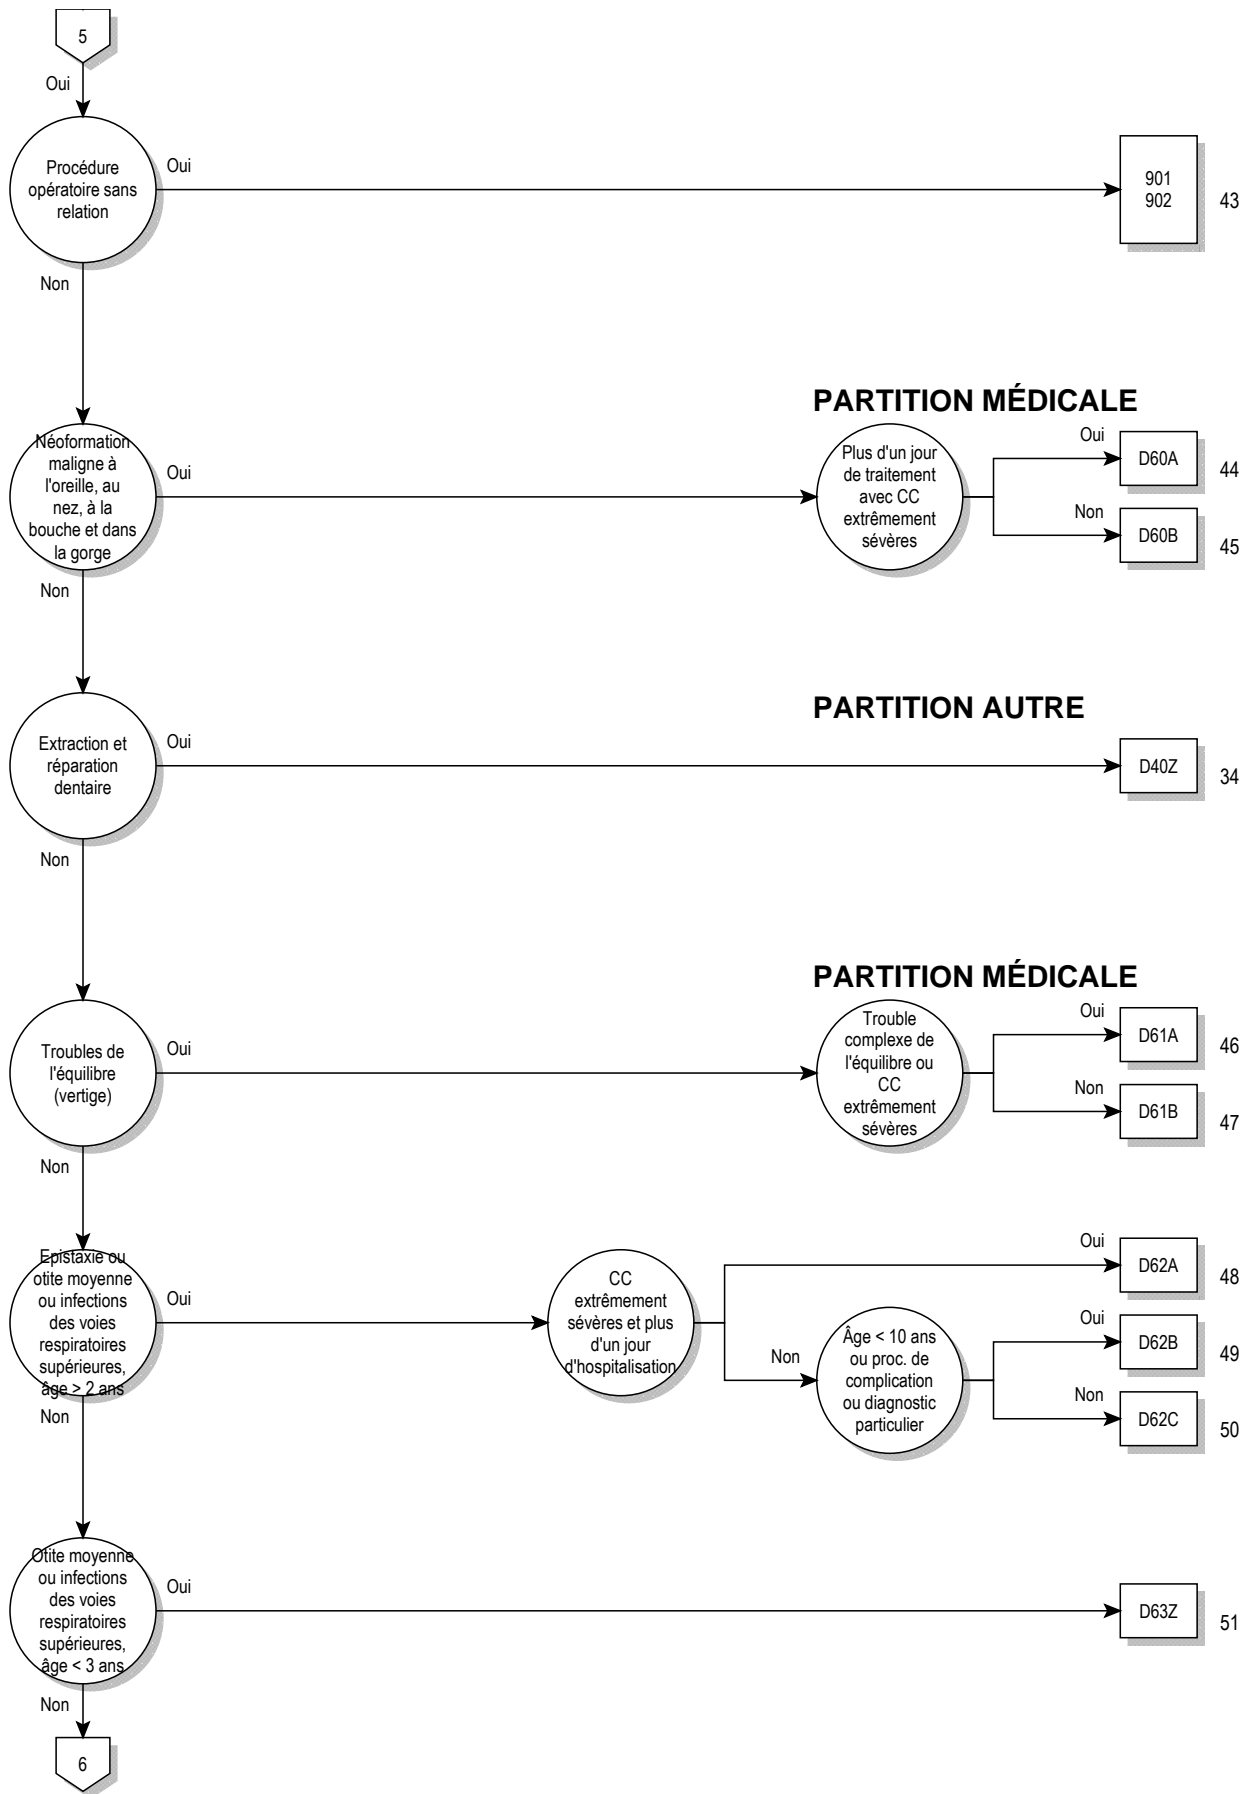 5
Oui
Procédure
opératoire sans
relation
Oui
901
902
43
Non
PARTITION MÉDICALE
Néoformation
maligne à
l'oreille, au
nez, à la
bouche et dans
la gorge
Oui
Plus d'un jour
de traitement
avec CC
extrêmement
sévères
Oui
D60A
44
Non
D60B
45
Non
PARTITION AUTRE
Extraction et
réparation
dentaire
Oui
D40Z
34
Non
PARTITION MÉDICALE
Troubles de
l'équilibre
(vertige)
Oui
Trouble
complexe de
l'équilibre ou
CC
extrêmement
sévères
Oui
D61A
46
Non
D61B
47
Non
Epistaxie ou
otite moyenne
ou infections
des voies
respiratoires
supérieures,
âge > 2 ans
Oui
CC
extrêmement
sévères et plus
d'un jour
d'hospitalisation
Oui
D62A
48
Non
Âge < 10 ans
ou proc. de
complication
ou diagnostic
particulier
Oui
D62B
49
Non
D62C
50
Non
Otite moyenne
ou infections
des voies
respiratoires
supérieures,
âge < 3 ans
Oui
D63Z
51
Non
6